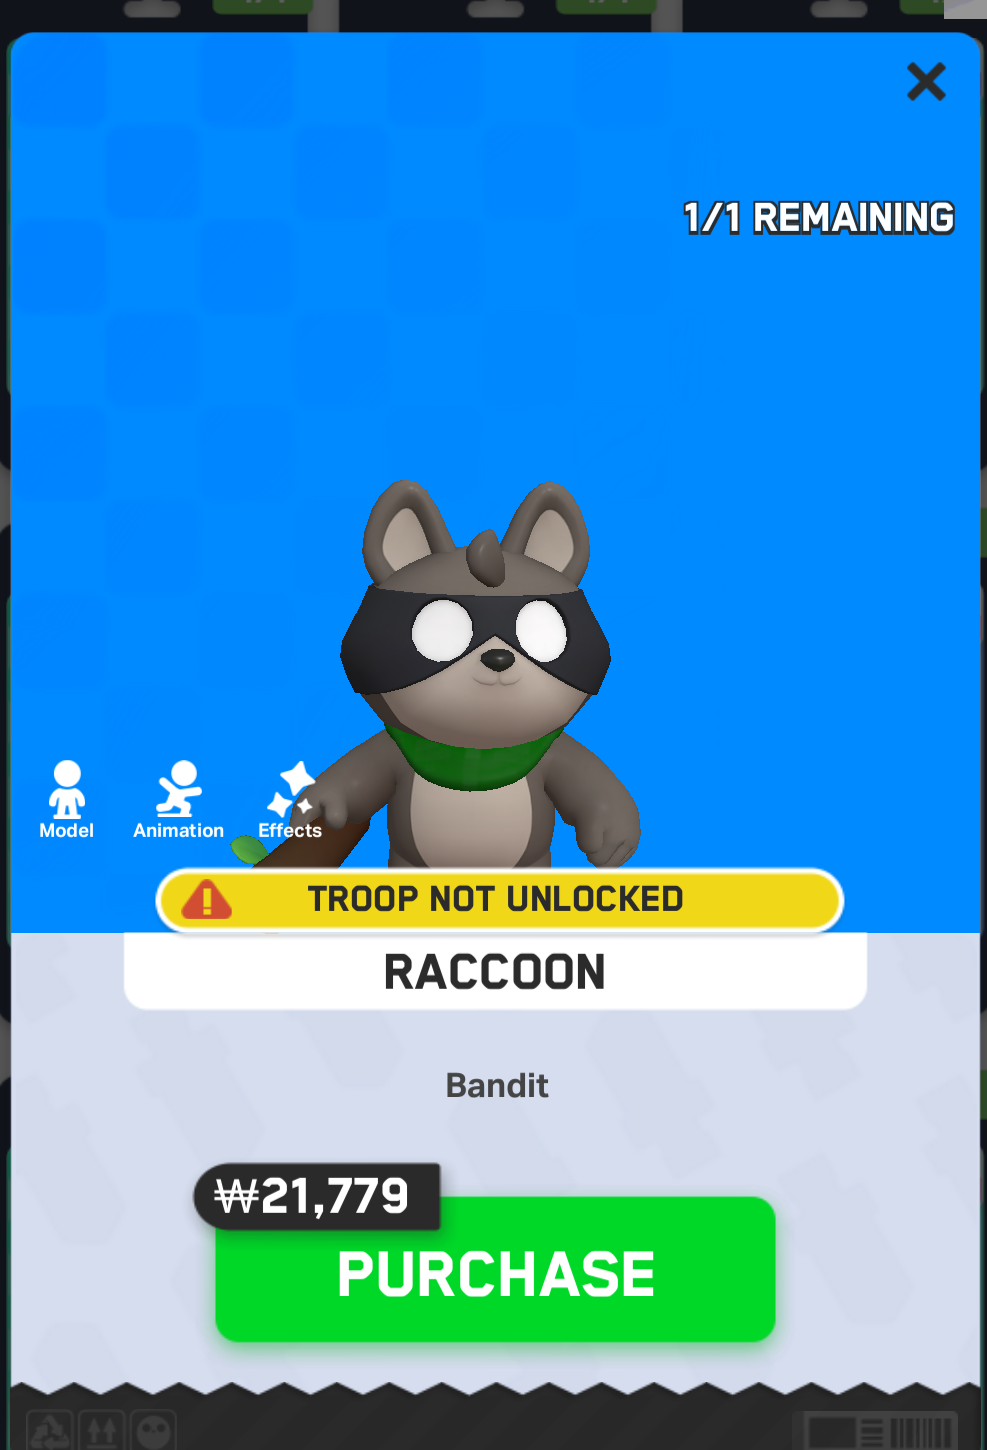 1/1 REMAINING
Model
Animation
Effects
TROOP NOT UNLOCKED
RACCOON
Bandit
₩21,779
PURCHASE